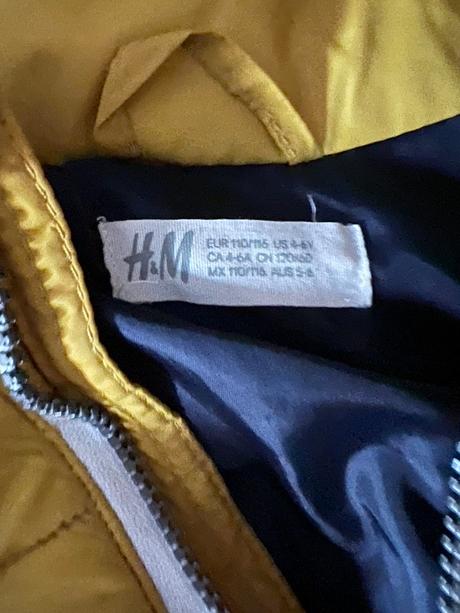 H&M
EUR 110/116 US 4-6Y
CA 4-6A CN 120/60
MX 110/116 AUS 5-6